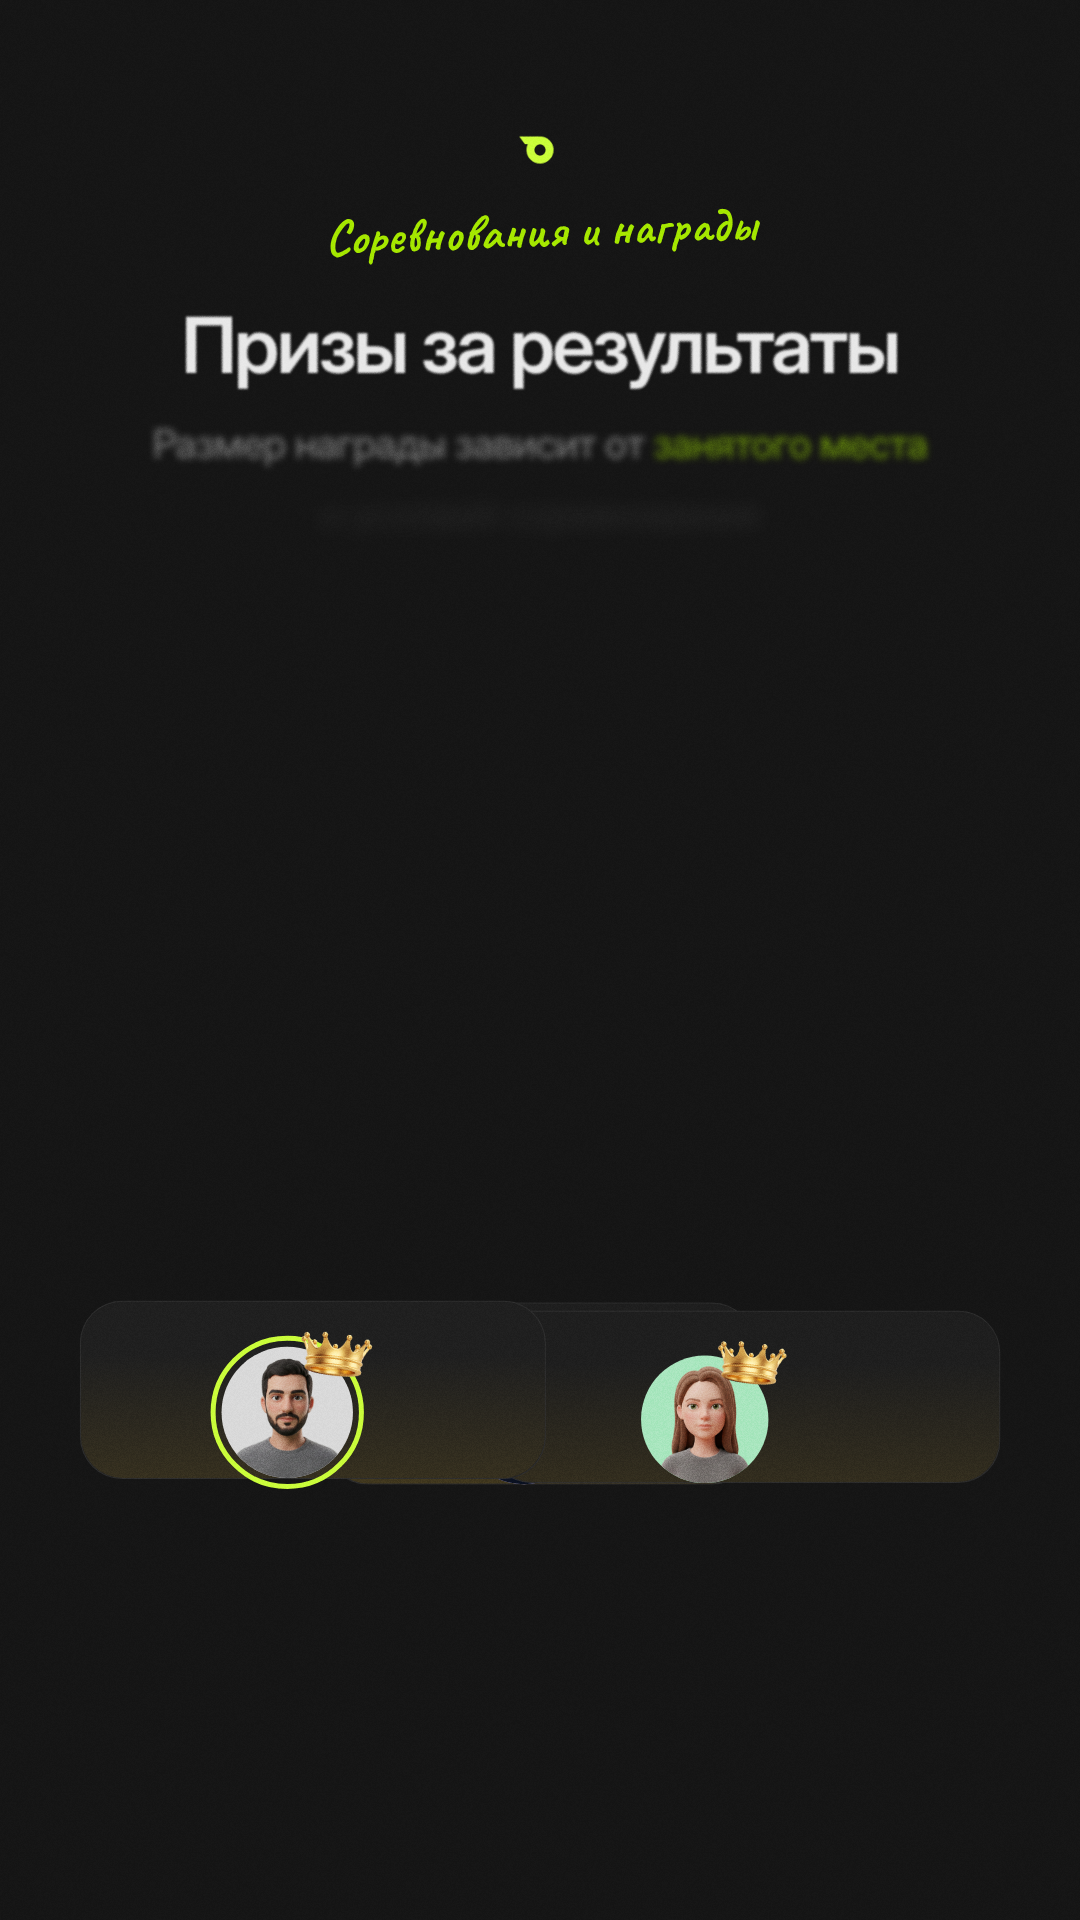 Соревнования и награды
Призы за результаты
Размер награды зависит от занятого места